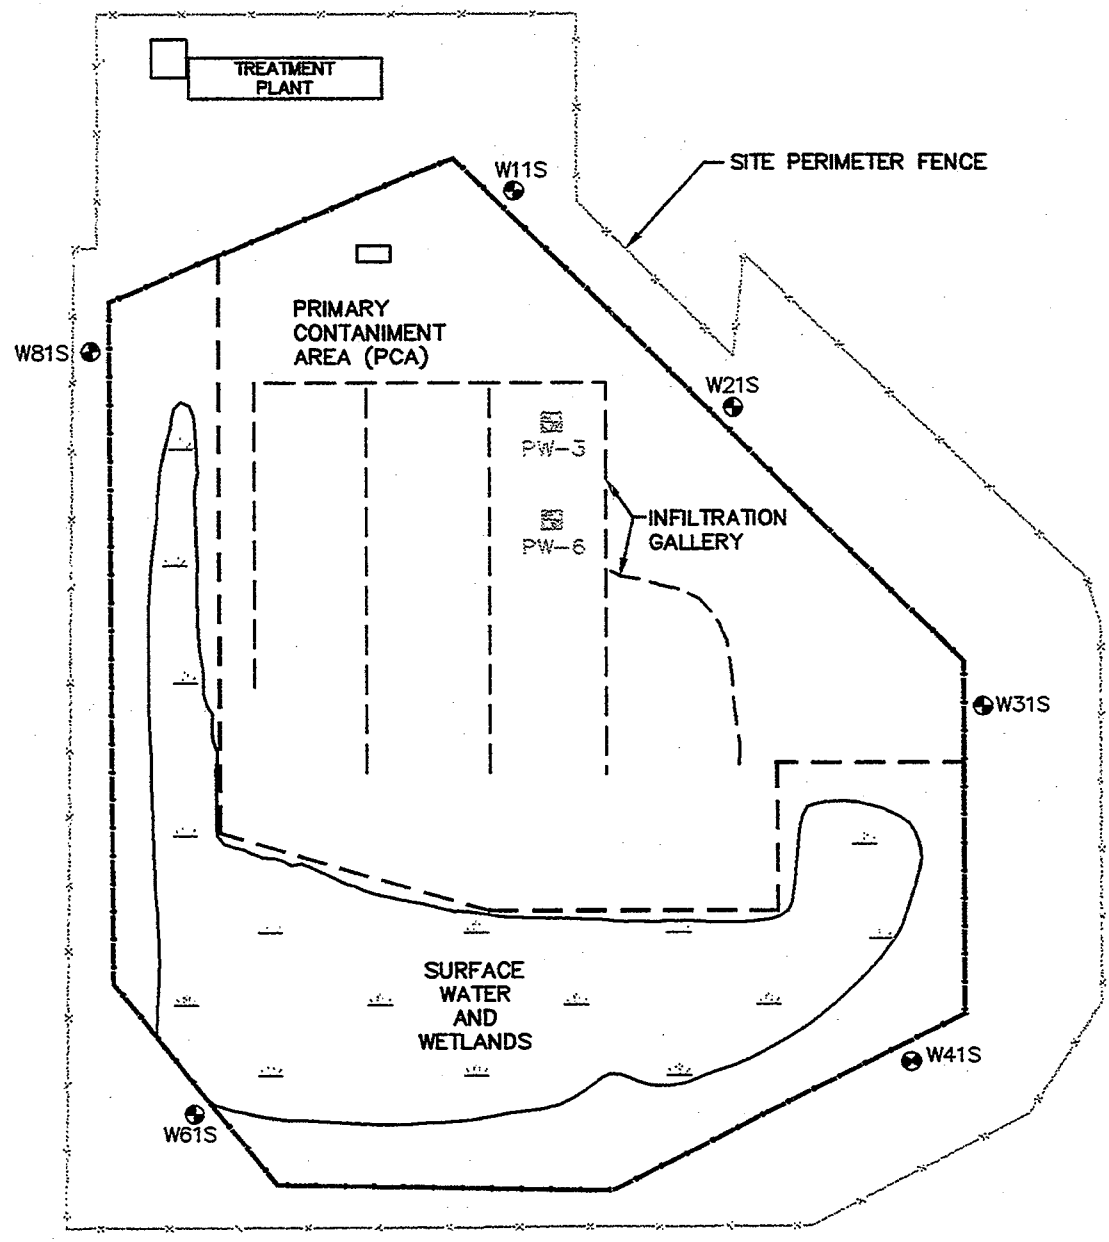 TREATMENT
PLANT
W11S
SITE PERIMETER FENCE
PRIMARY
CONTANIMENT
AREA (PCA)
W81S
W21S
PW-3
INFILTRATION
GALLERY
PW-6
W31S
SURFACE
WATER
AND
WETLANDS
W41S
W61S